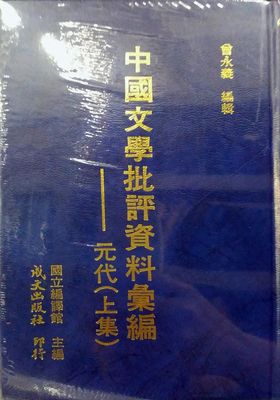 曾永義 編輯
中國文學批評資料彙編
——元代(上集)
國立編譯館 主編
成文出版社 印行